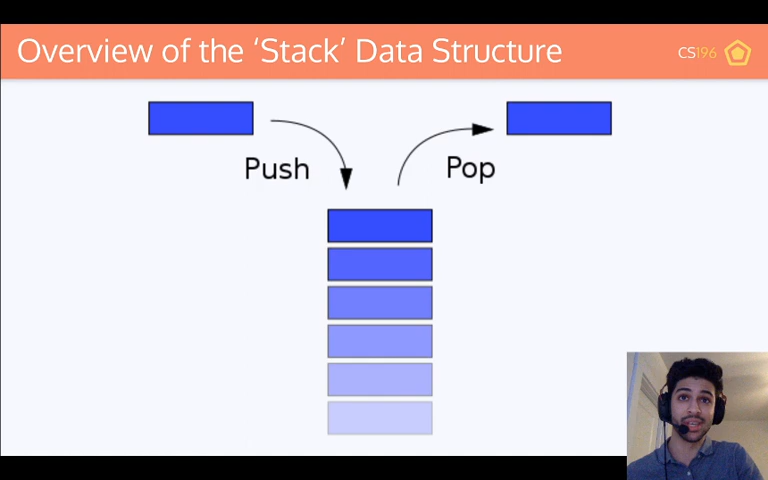 Overview of the ‘Stack’ Data Structure
CS196
Push
Pop